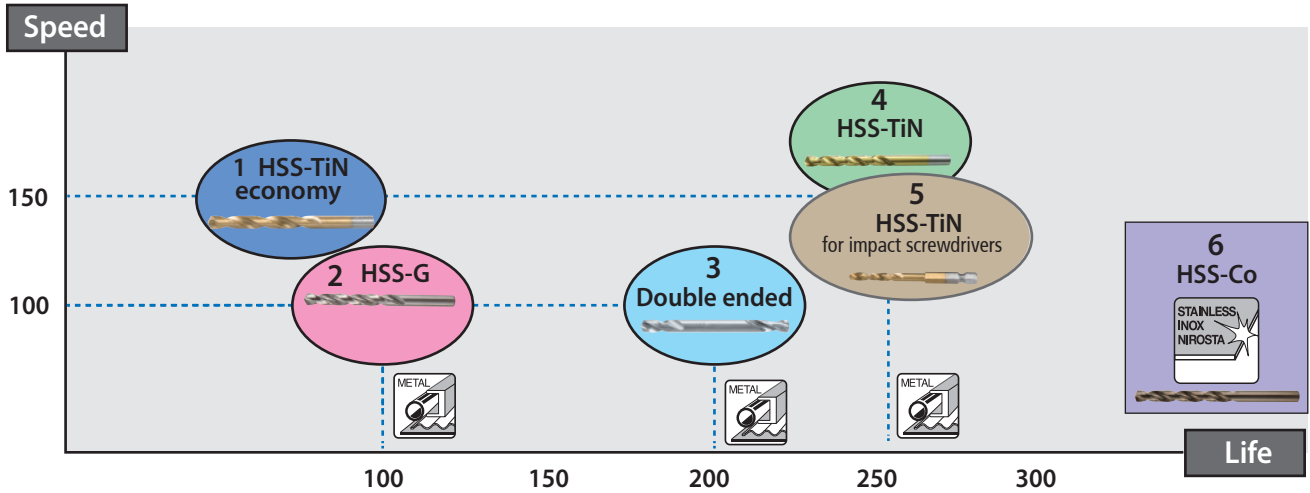 Speed
4
HSS-TiN
1 HSS-TiN
economy
150
5
HSS-TiN
for impact screwdrivers
2 HSS-G
3
Double ended
100
6
HSS-Co
STAINLESS
INOX
NIROSTA
METAL
METAL
METAL
Life
100
150
200
250
300